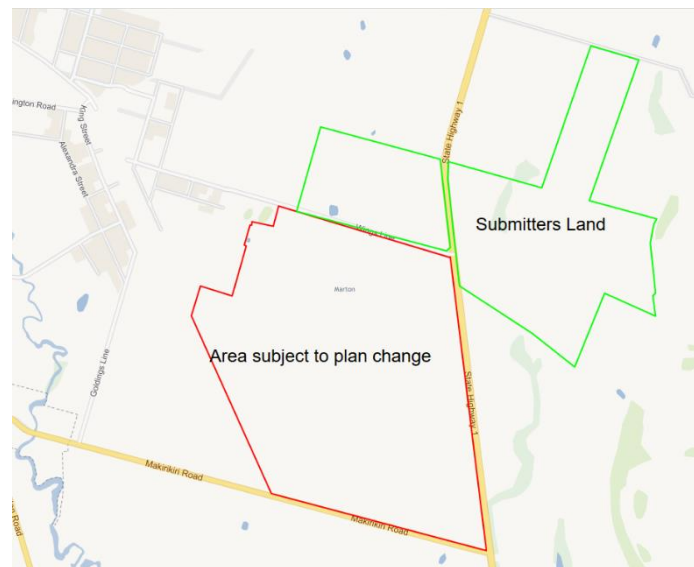 ington Road
King Street
Alexandra Street
State Highway 1
Submitters Land
Wings Line
Marton
Area subject to plan change
Goldings Line
State Highway 1
Makirikiri Road
Makirikiri Road
Road